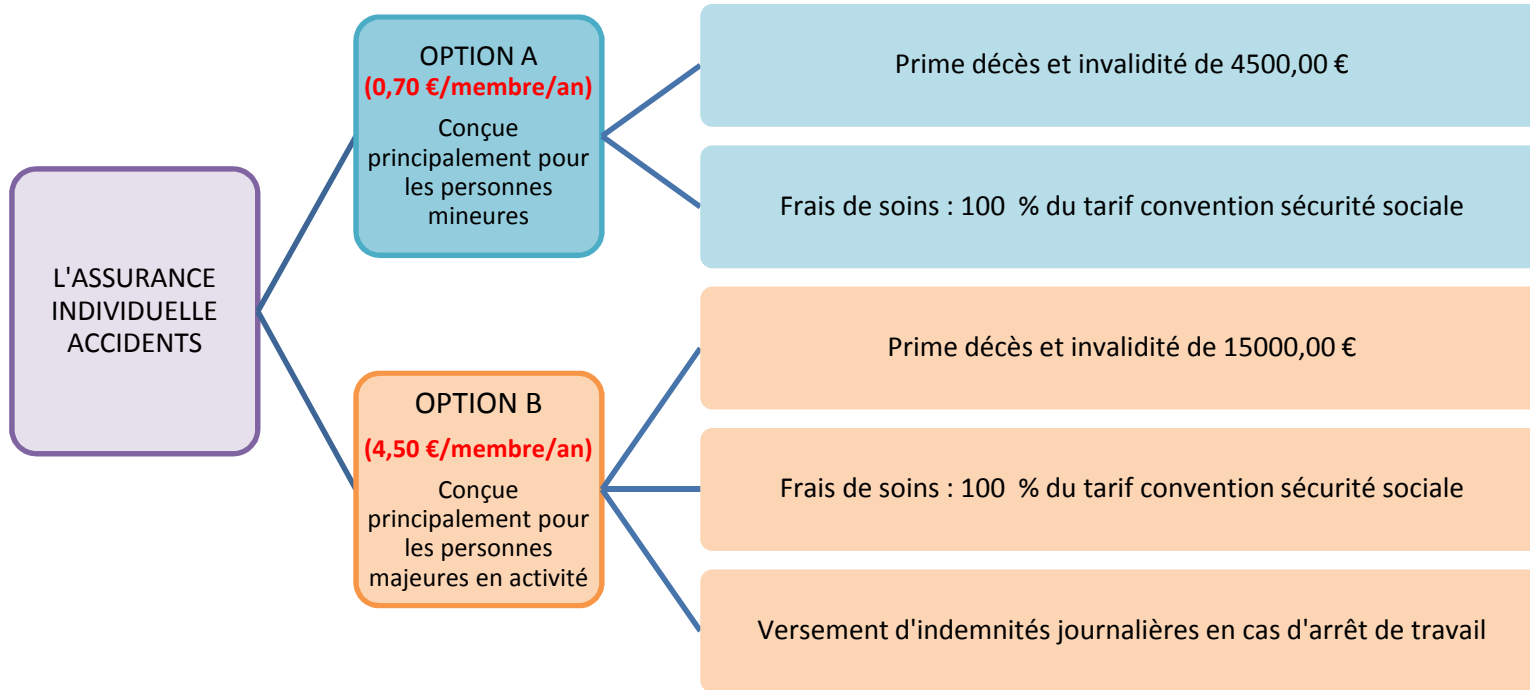 L'ASSURANCE
INDIVIDUELLE
ACCIDENTS
OPTION A
(0,70 €/membre/an)
Conçue
principalement pour
les personnes
mineures
Prime décès et invalidité de 4500,00 €
Frais de soins : 100  % du tarif convention sécurité sociale
OPTION B
(4,50 €/membre/an)
Conçue
principalement pour
les personnes
majeures en activité
Prime décès et invalidité de 15000,00 €
Frais de soins : 100  % du tarif convention sécurité sociale
Versement d'indemnités journalières en cas d'arrêt de travail